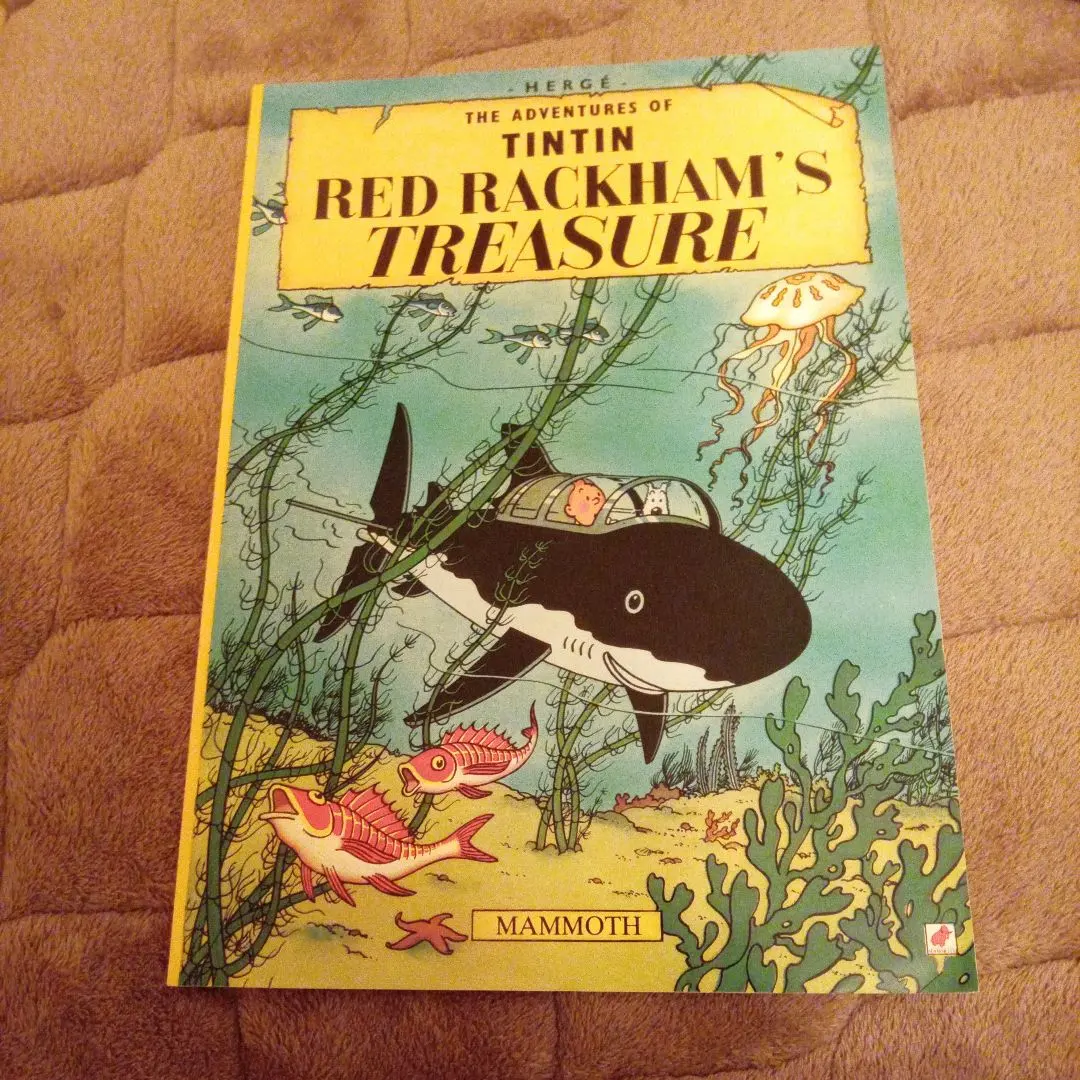 - HERGÉ -
THE ADVENTURES OF
TINTIN
RED RACKHAM'S
TREASURE
MAMMOTH